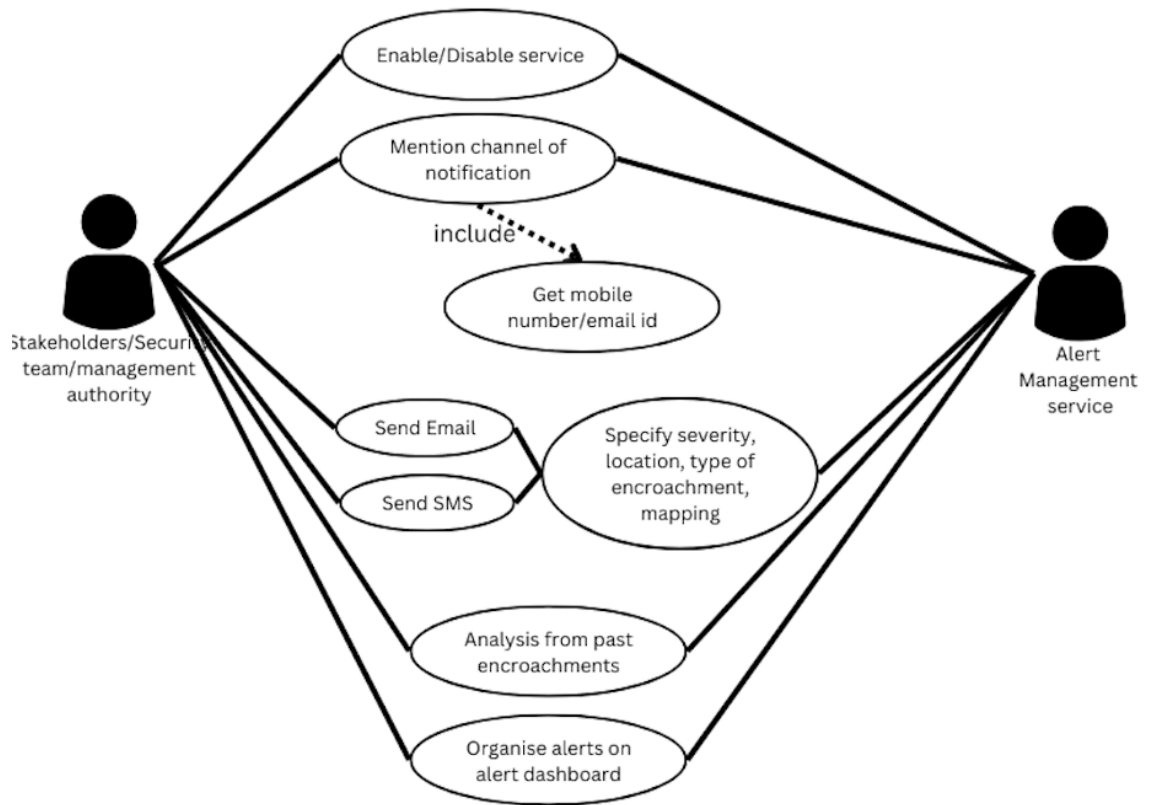 Enable/Disable service
Mention channel of
notification
include
Get mobile
number/email id
Stakeholders/Security
team/management
authority
Alert
Management
service
Send Email
Send SMS
Specify severity,
location, type of
encroachment,
mapping
Analysis from past
encroachments
Organise alerts on
alert dashboard